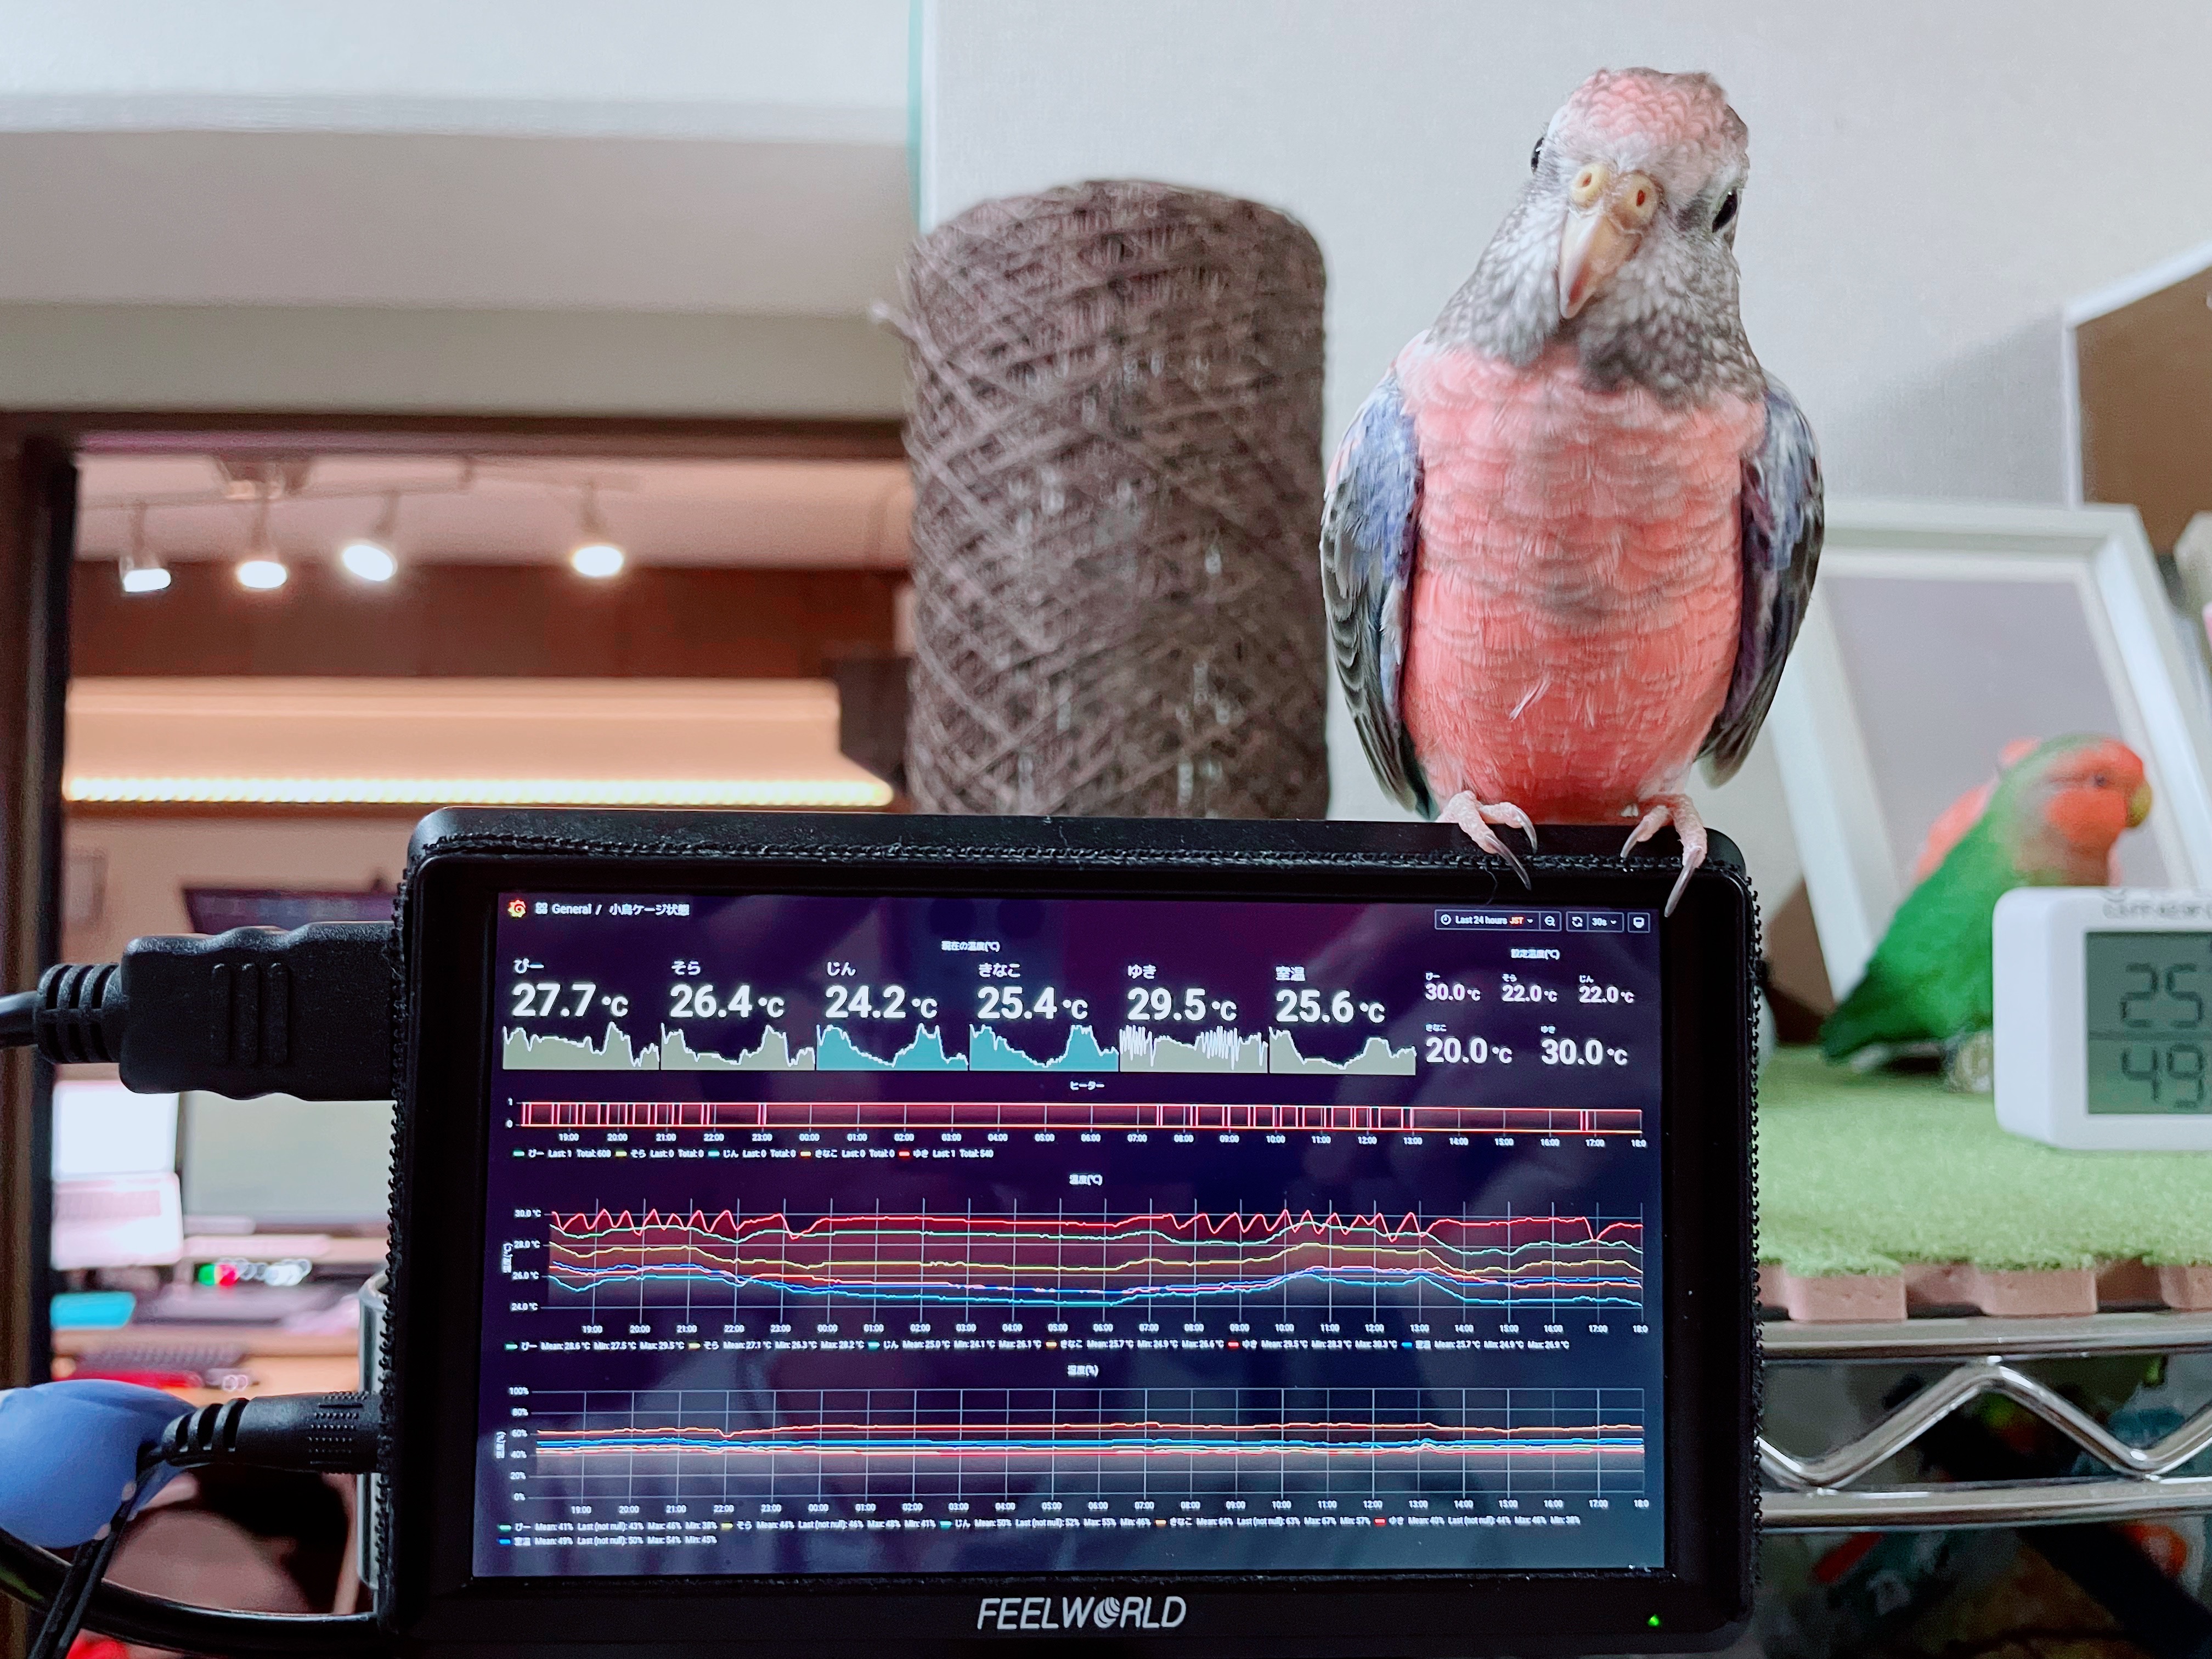 General / 小鳥ケージ状態
Last 24 hours JST
30s
現在の温度(℃)
設定温度(℃)
ぴー
27.7 ℃
そら
26.4 ℃
じん
24.2 ℃
きなこ
25.4 ℃
ゆき
29.5 ℃
室温
25.6 ℃
ぴー
30.0 ℃
そら
22.0 ℃
じん
22.0 ℃
きなこ
20.0 ℃
ゆき
30.0 ℃
ヒーター
1
0
19:00 20:00 21:00 22:00 23:00 00:00 01:00 02:00 03:00 04:00 05:00 06:00 07:00 08:00 09:00 10:00 11:00 12:00 13:00 14:00 15:00 16:00 17:00 18:0
ぴー Last: 1 Total: 608 そら Last: 0 Total: 0 じん Last: 0 Total: 0 きなこ Last: 0 Total: 0 ゆき Last: 1 Total: 540
温度(℃)
温度(℃)
30.0 ℃
28.0 ℃
26.0 ℃
24.0 ℃
19:00 20:00 21:00 22:00 23:00 00:00 01:00 02:00 03:00 04:00 05:00 06:00 07:00 08:00 09:00 10:00 11:00 12:00 13:00 14:00 15:00 16:00 17:00 18:0
ぴー Mean: 28.6 ℃ Min: 27.5 ℃ Max: 29.5 ℃ そら Mean: 27.1 ℃ Min: 26.3 ℃ Max: 28.2 ℃ じん Mean: 25.0 ℃ Min: 24.1 ℃ Max: 26.1 ℃ きなこ Mean: 25.7 ℃ Min: 24.9 ℃ Max: 26.6 ℃ ゆき Mean: 29.5 ℃ Min: 28.3 ℃ Max: 30.3 ℃ 室温 Mean: 25.7 ℃ Min: 24.9 ℃ Max: 26.9 ℃
湿度(%)
湿度(%)
100%
80%
60%
40%
20%
0%
19:00 20:00 21:00 22:00 23:00 00:00 01:00 02:00 03:00 04:00 05:00 06:00 07:00 08:00 09:00 10:00 11:00 12:00 13:00 14:00 15:00 16:00 17:00 18:0
ぴー Mean: 41% Last (not null): 43% Max: 46% Min: 38% そら Mean: 44% Last (not null): 46% Max: 48% Min: 41% じん Mean: 50% Last (not null): 52% Max: 55% Min: 46% きなこ Mean: 64% Last (not null): 63% Max: 67% Min: 57% ゆき Mean: 40% Last (not null): 44% Max: 46% Min: 38%
室温 Mean: 49% Last (not null): 50% Max: 54% Min: 45%
FEELWORLD
25
49